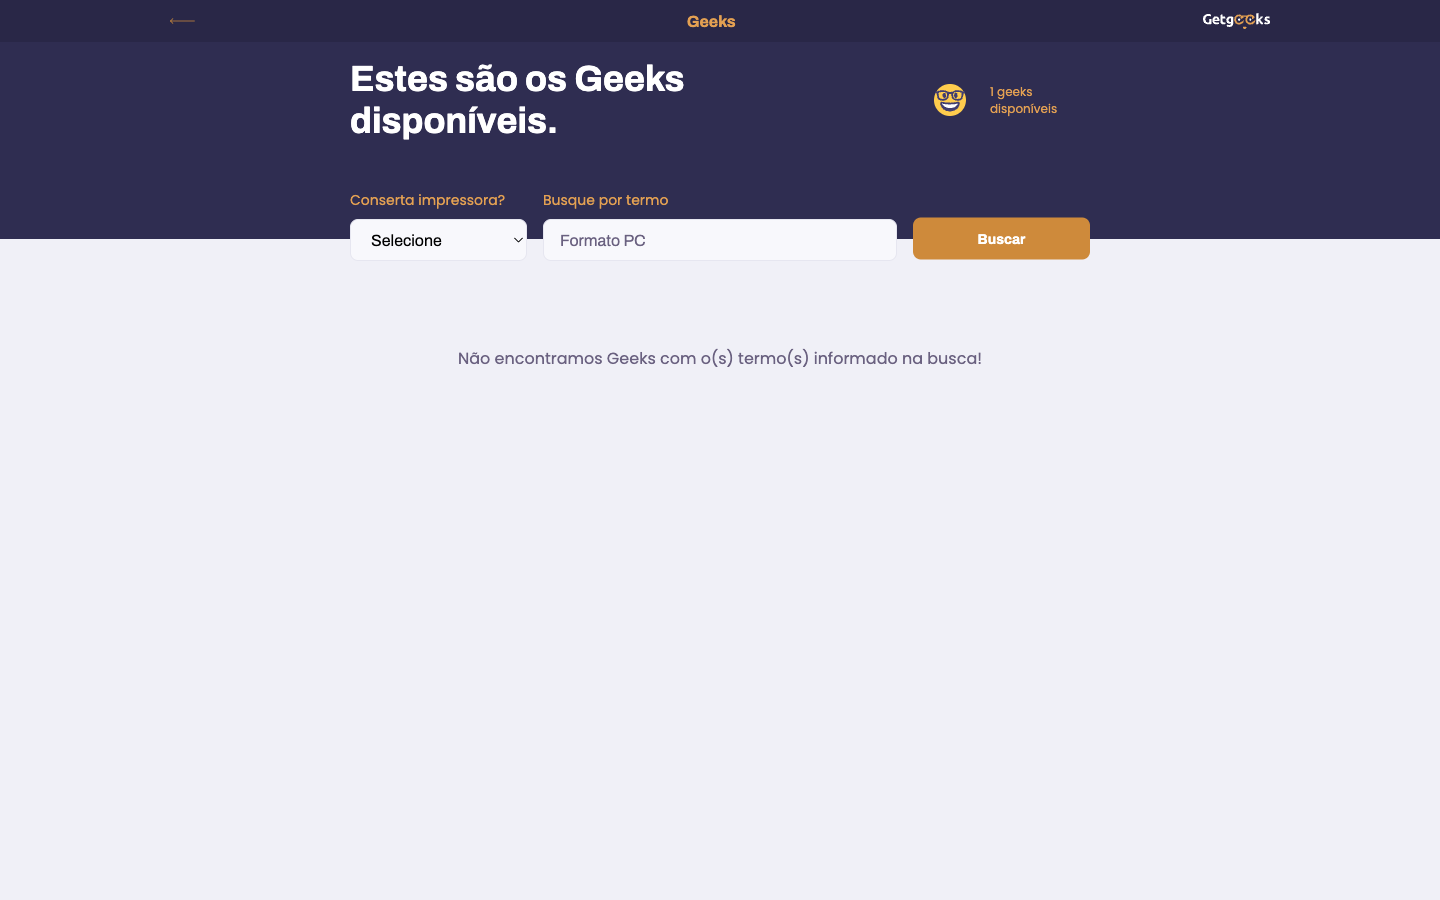 Geeks
Getgeeks
Estes são os Geeks
disponíveis.
1 geeks
disponíveis
Conserta impressora?
Busque por termo
Selecione
Formato PC
Buscar
Não encontramos Geeks com o(s) termo(s) informado na busca!